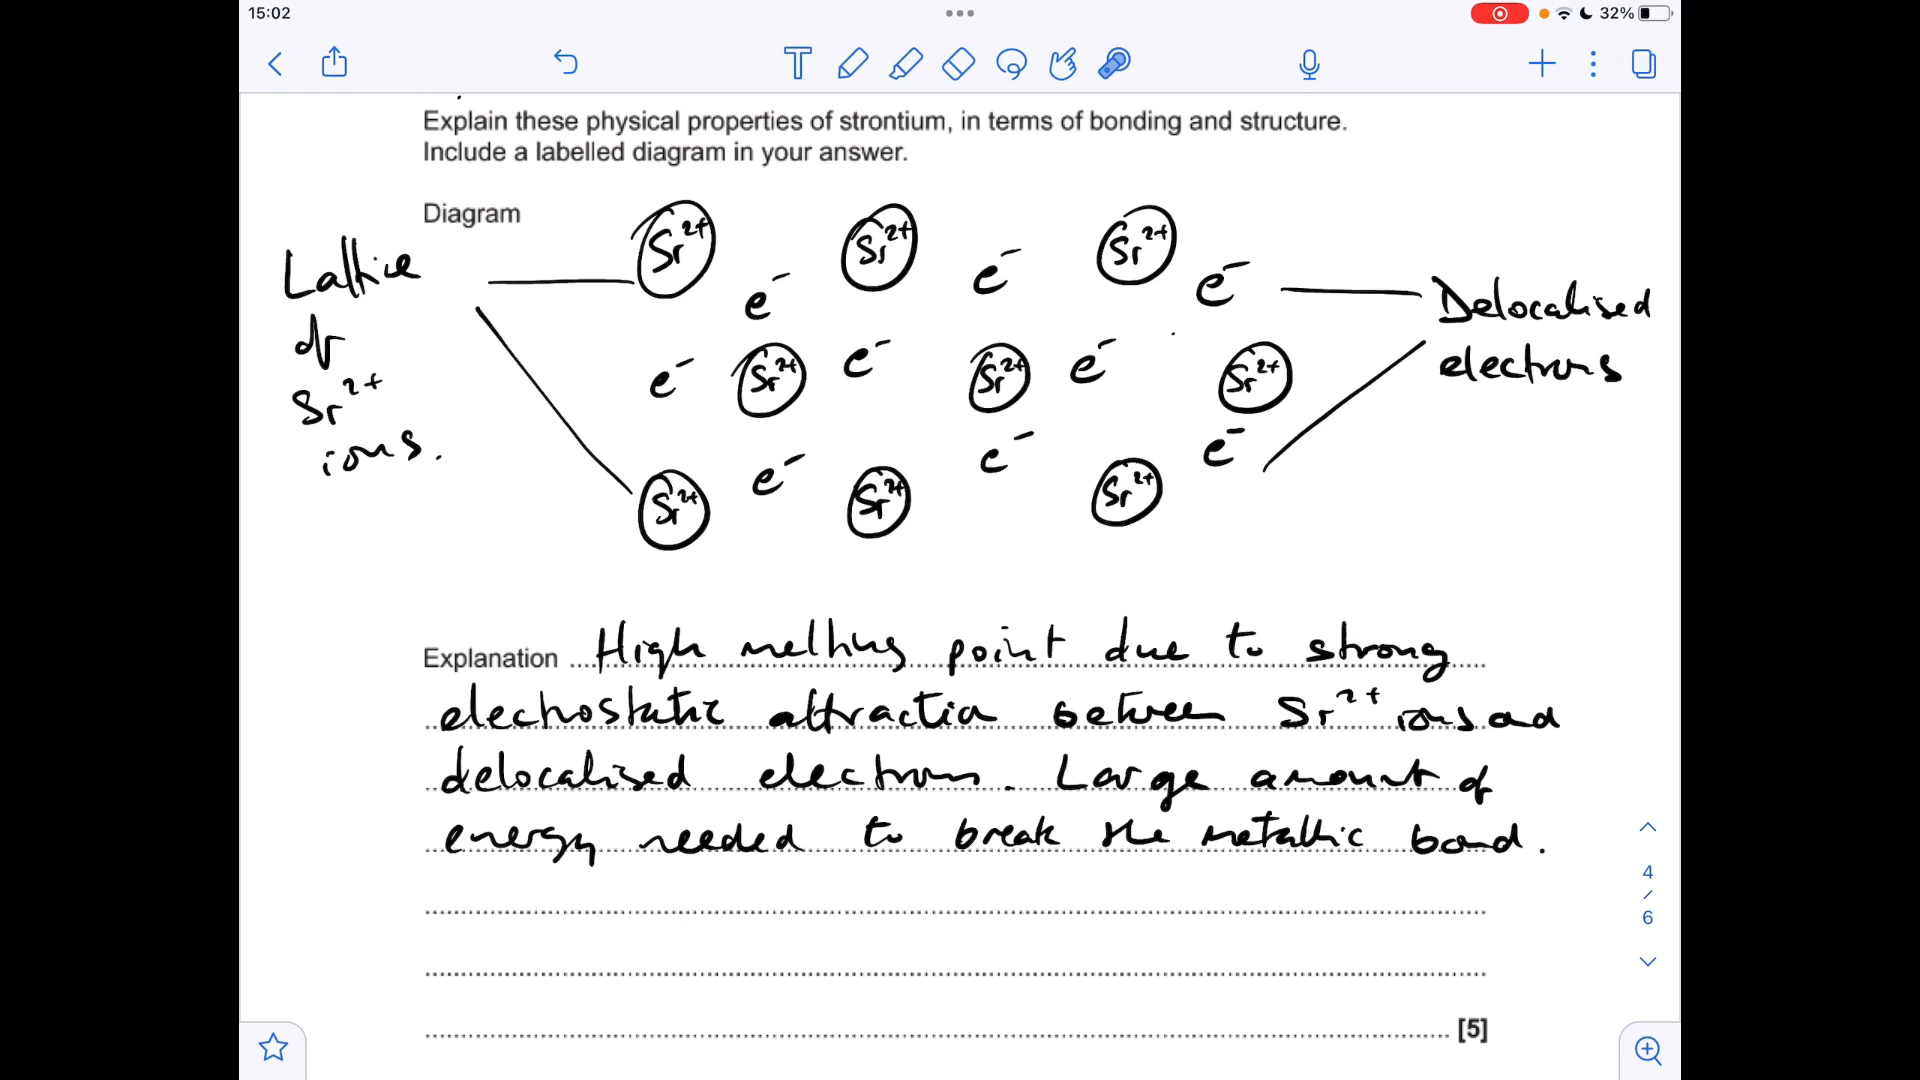 15:02
32%
Explain these physical properties of strontium, in terms of bonding and structure.
Include a labelled diagram in your answer.
Diagram
Lattice
of
Sr²⁺
ions.
Sr²⁺ Sr²⁺ Sr²⁺
e⁻ e⁻ e⁻
e⁻ Sr²⁺ e⁻ Sr²⁺ e⁻ Sr²⁺
e⁻ e⁻ e⁻
Sr²⁺ Sr²⁺ Sr²⁺
Delocalised
electrons
Explanation High melting point due to strong
electrostatic attraction between Sr²⁺ ions and
delocalised electrons. Large amount of
energy needed to break the metallic bond.
[5]
4
/
6